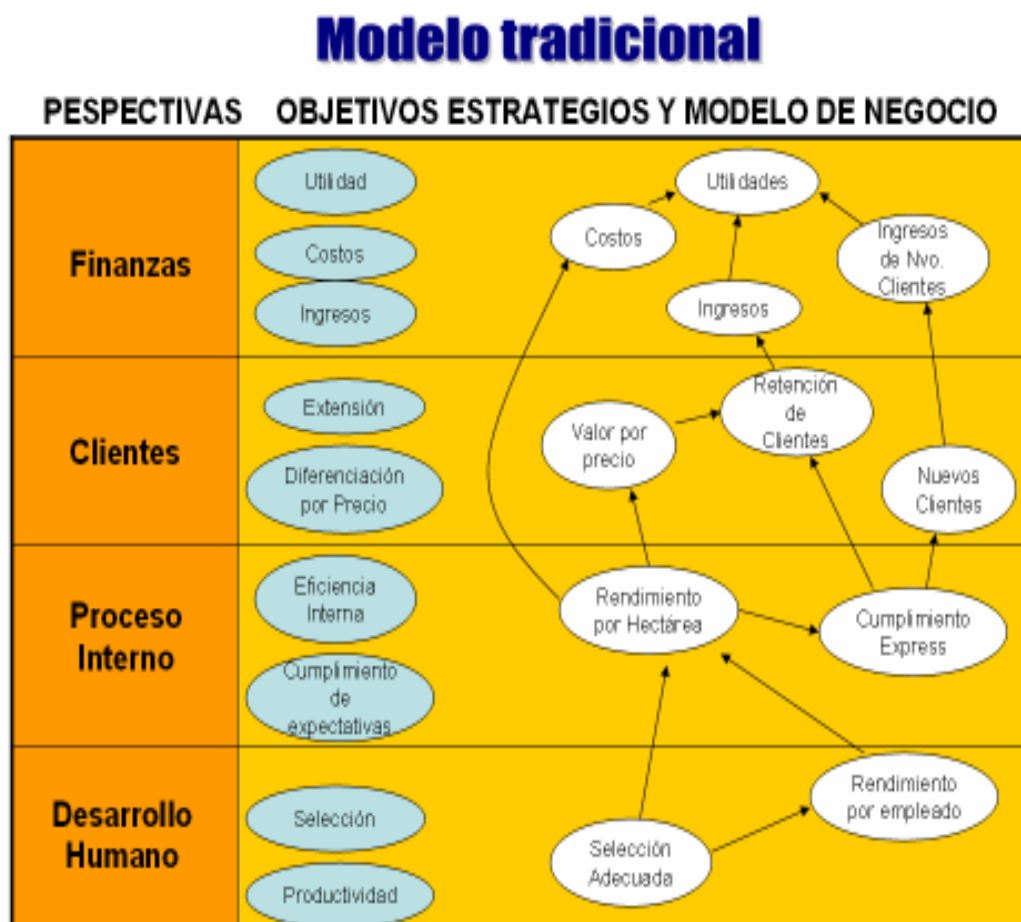 Modelo tradicional
PESPECTIVAS OBJETIVOS ESTRATEGIOS Y MODELO DE NEGOCIO
Finanzas
Utilidad
Costos
Ingresos
Utilidades
Costos
Ingresos
de Nvo.
Clientes
Ingresos
Clientes
Extensión
Diferenciación
por Precio
Retención
de
Clientes
Valor por
precio
Nuevos
Clientes
Proceso
Interno
Eficiencia
Interna
Cumplimiento
de
expectativas
Rendimiento
por Hectárea
Cumplimiento
Express
Desarrollo
Humano
Selección
Productividad
Rendimiento
por empleado
Selección
Adecuada